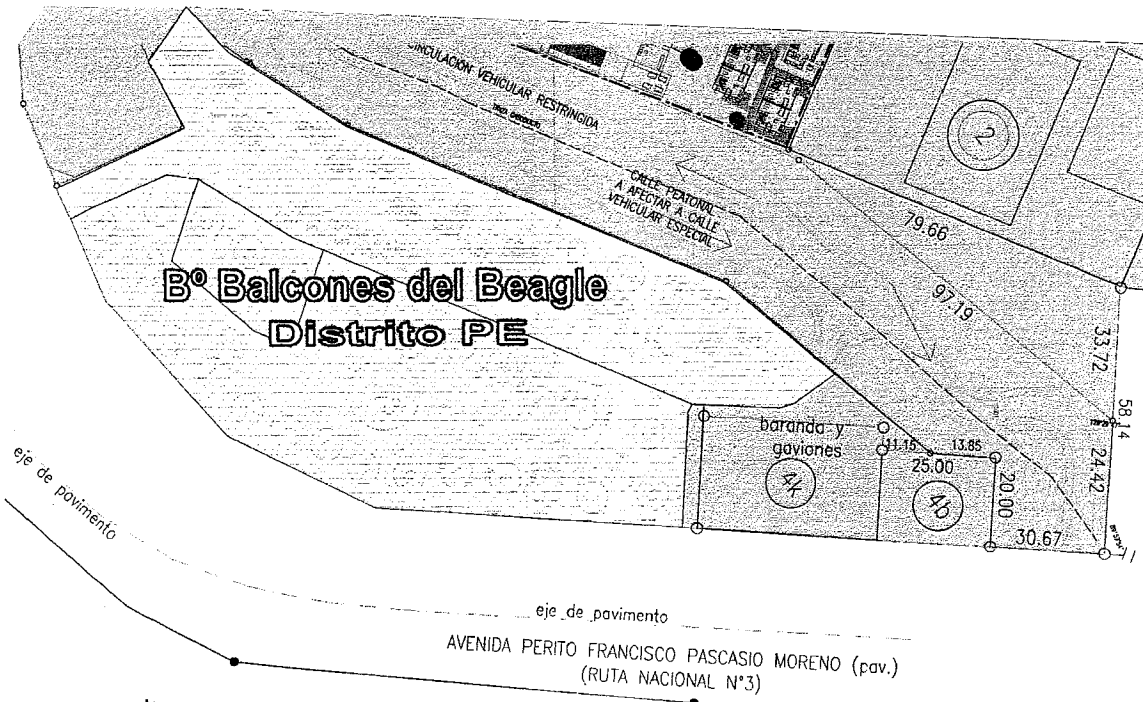 CIRCULACIÓN VEHICULAR RESTRINGIDA
CALLE PEATONAL
A AFECTAR A CALLE
VEHICULAR ESPECIAL
2
79.66
97.19
33.72
58.14
24.42
Bº Balcones del Beagle
Distrito PE
baranda y
gaviones
11.15
13.85
25.00
20.00
4k
4b
30.67
eje de pavimento
eje de pavimento
AVENIDA PERITO FRANCISCO PASCASIO MORENO (pav.)
(RUTA NACIONAL N°3)